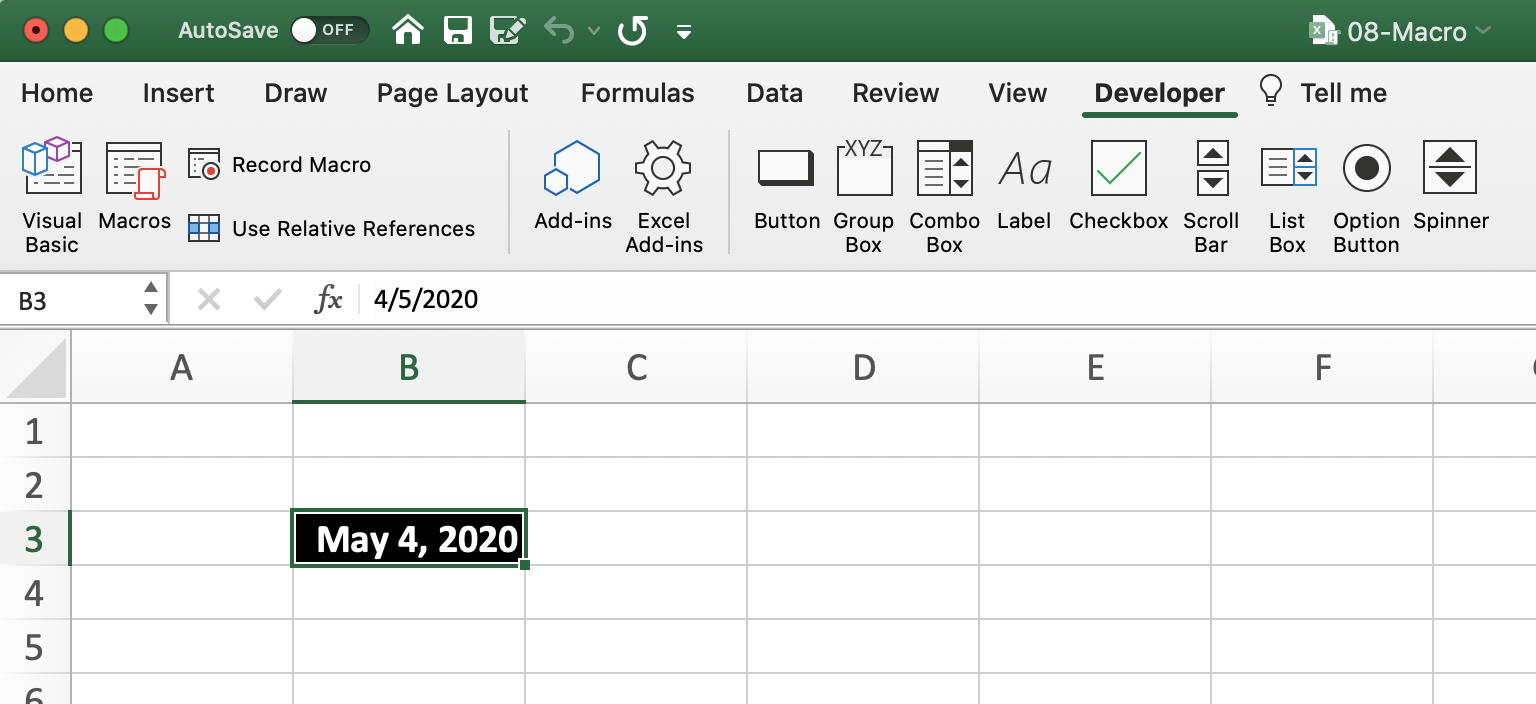 AutoSave OFF 08-Macro
Home Insert Draw Page Layout Formulas Data Review View Developer Tell me
Visual Basic
Macros
Record Macro
Use Relative References
Add-ins
Excel Add-ins
Button
XYZ
Group Box
Combo Box
Aa
Label
Checkbox
Scroll Bar
List Box
Option Button
Spinner
B3 fx 4/5/2020
A B C D E F
1
2
3 May 4, 2020
4
5
6